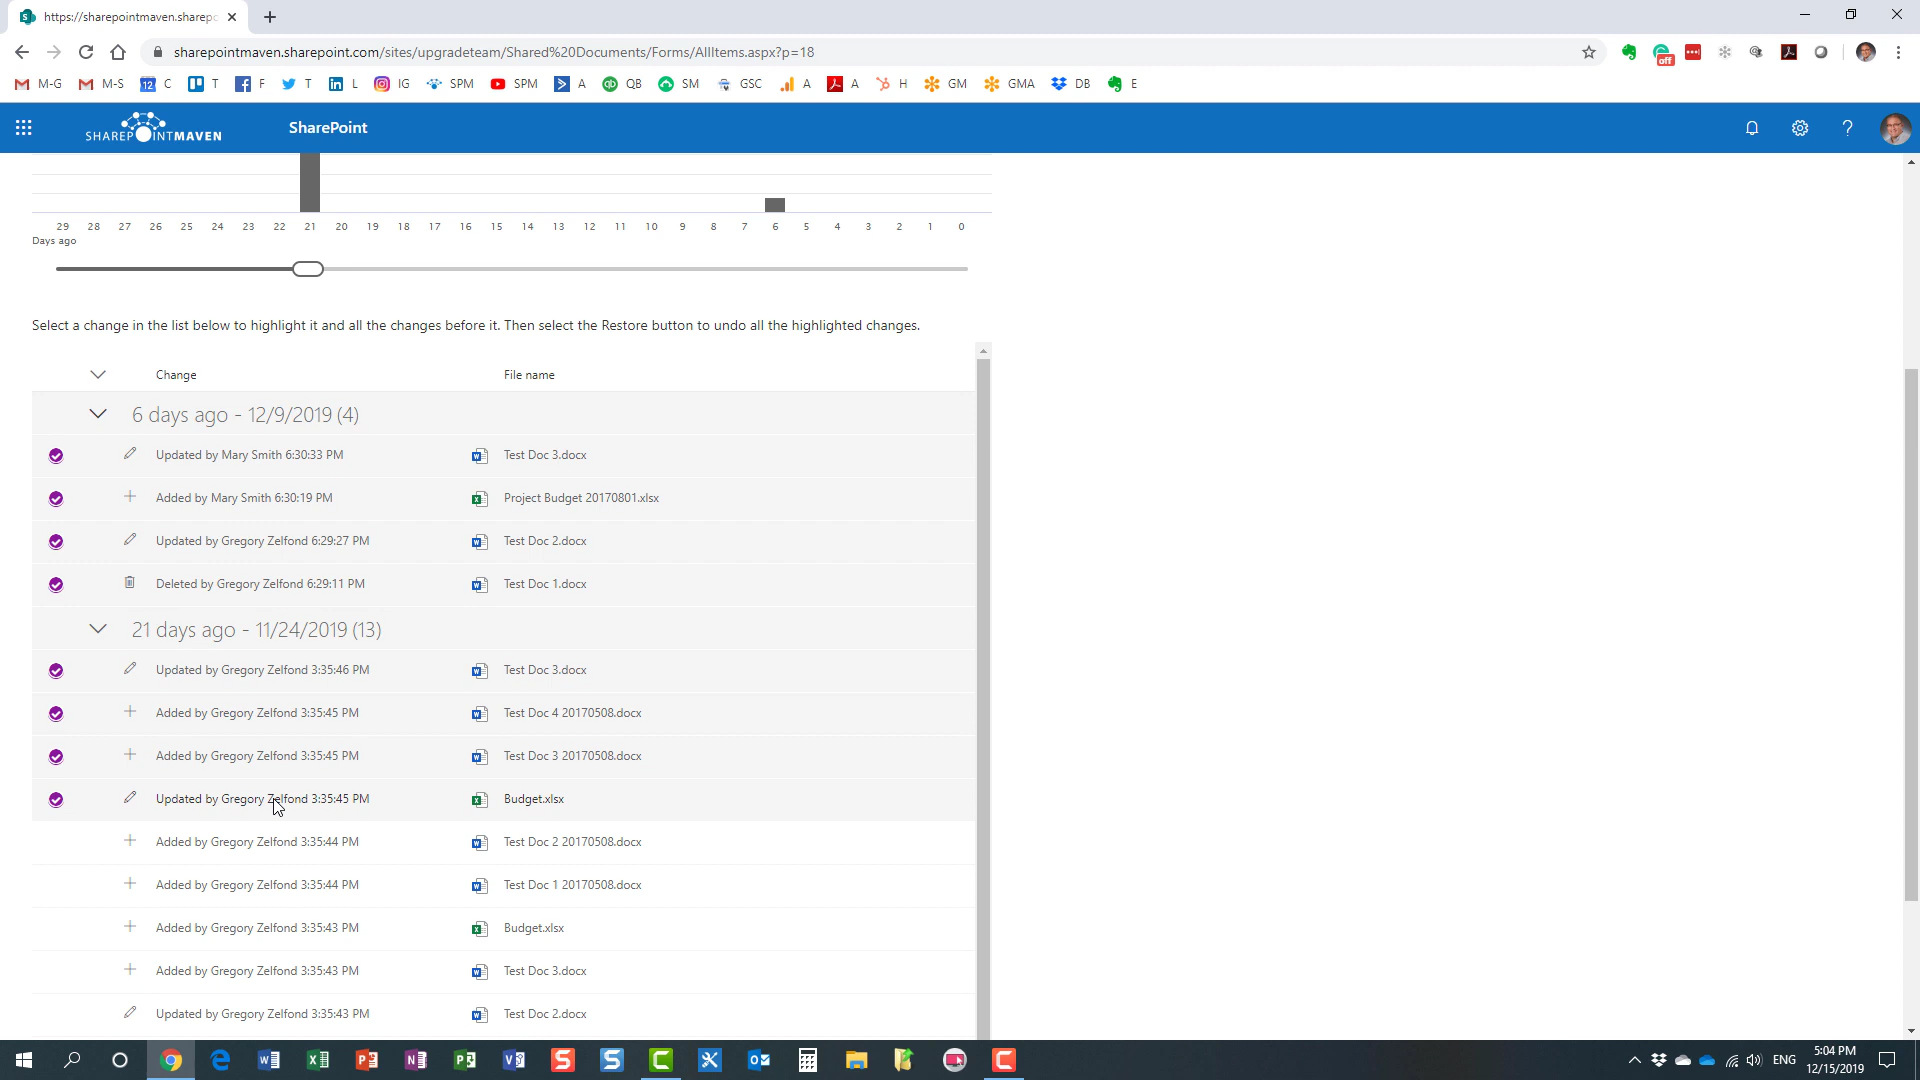 https://sharepointmaven.sharepo
sharepointmaven.sharepoint.com/sites/upgradeteam/Shared%20Documents/Forms/AllItems.aspx?p=18
off
M-G M-S 12 C T F T L IG SPM SPM A QB SM GSC A A H GM GMA DB E
SHAREPOINTMAVEN SharePoint ?
29 28 27 26 25 24 23 22 21 20 19 18 17 16 15 14 13 12 11 10 9 8 7 6 5 4 3 2 1 0
Days ago
Select a change in the list below to highlight it and all the changes before it. Then select the Restore button to undo all the highlighted changes.
Change File name
6 days ago - 12/9/2019 (4)
Updated by Mary Smith 6:30:33 PM Test Doc 3.docx
Added by Mary Smith 6:30:19 PM Project Budget 20170801.xlsx
Updated by Gregory Zelfond 6:29:27 PM Test Doc 2.docx
Deleted by Gregory Zelfond 6:29:11 PM Test Doc 1.docx
21 days ago - 11/24/2019 (13)
Updated by Gregory Zelfond 3:35:46 PM Test Doc 3.docx
Added by Gregory Zelfond 3:35:45 PM Test Doc 4 20170508.docx
Added by Gregory Zelfond 3:35:45 PM Test Doc 3 20170508.docx
Updated by Gregory Zelfond 3:35:45 PM Budget.xlsx
Added by Gregory Zelfond 3:35:44 PM Test Doc 2 20170508.docx
Added by Gregory Zelfond 3:35:44 PM Test Doc 1 20170508.docx
Added by Gregory Zelfond 3:35:43 PM Budget.xlsx
Added by Gregory Zelfond 3:35:43 PM Test Doc 3.docx
Updated by Gregory Zelfond 3:35:43 PM Test Doc 2.docx
ENG 5:04 PM
12/15/2019